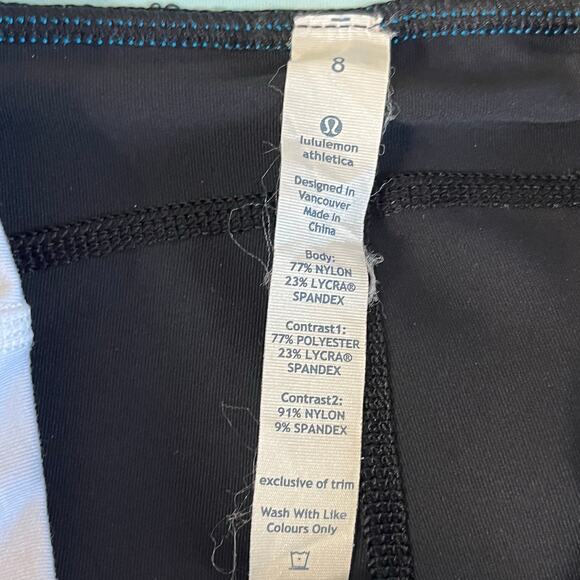 8
lululemon
athletica
Designed in
Vancouver
Made in
China
Body:
77% NYLON
23% LYCRA®
SPANDEX
Contrast1:
77% POLYESTER
23% LYCRA®
SPANDEX
Contrast2:
91% NYLON
9% SPANDEX
exclusive of trim
Wash With Like
Colours Only